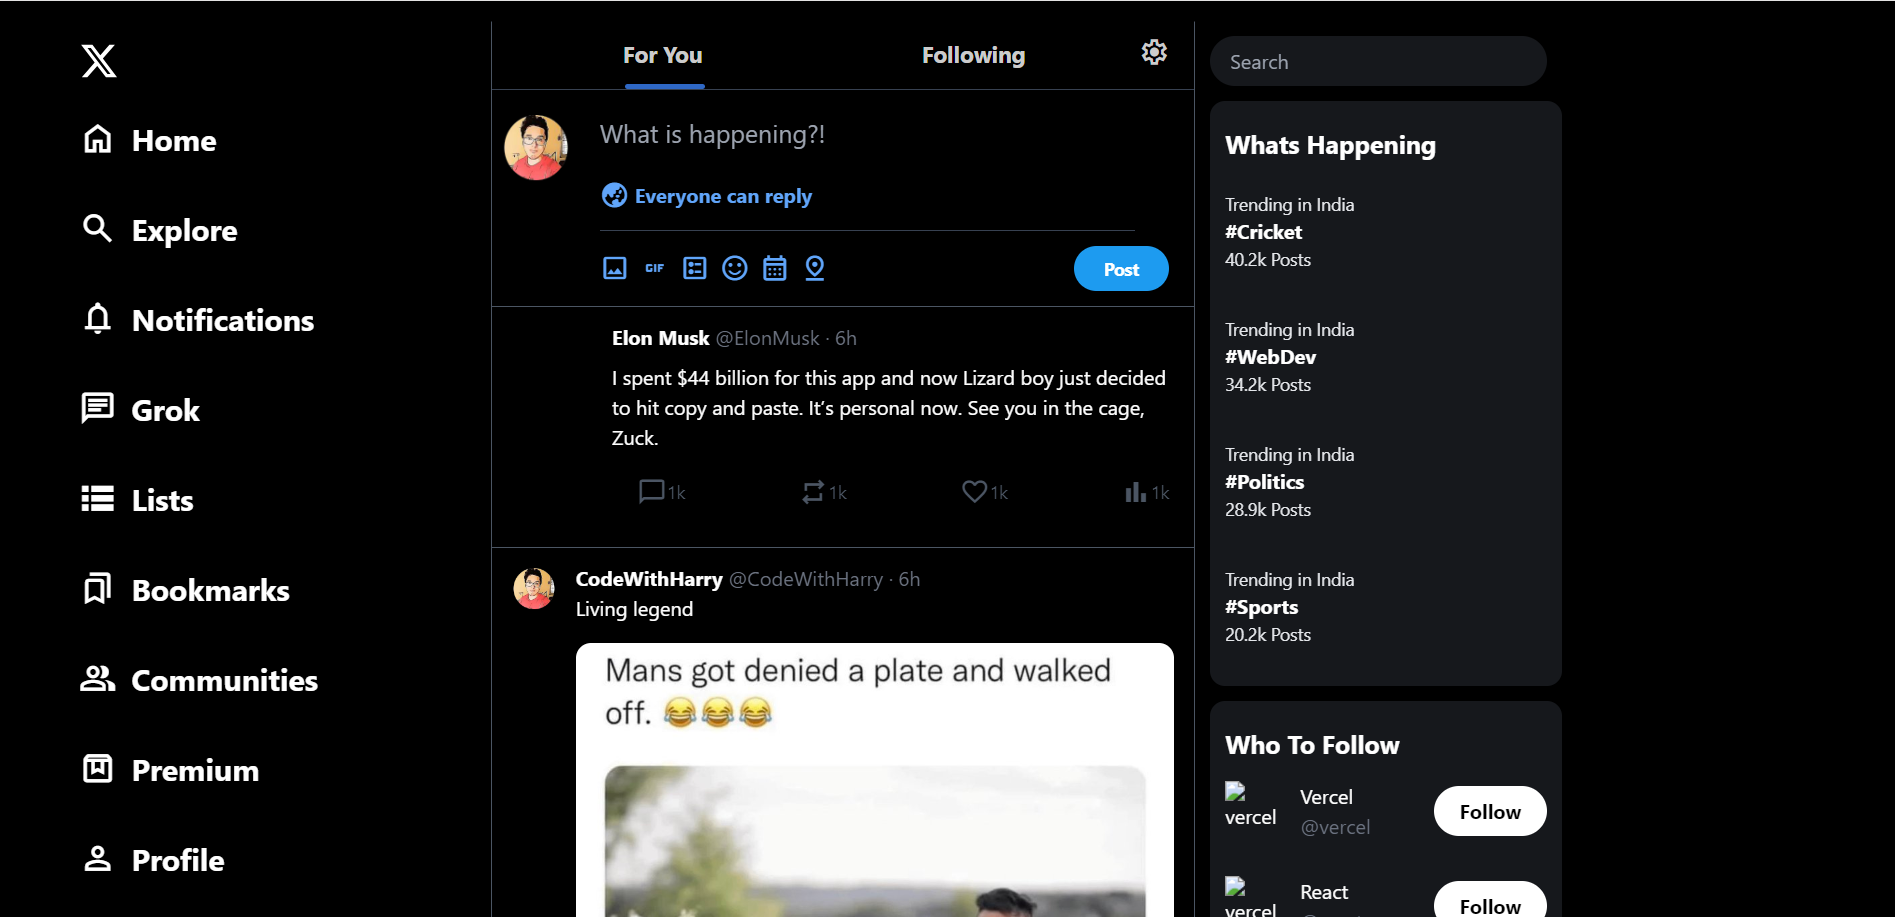 Home
Explore
Notifications
Grok
Lists
Bookmarks
Communities
Premium
Profile
For You
Following
What is happening?!
Everyone can reply
GIF
Post
Elon Musk @ElonMusk · 6h
I spent $44 billion for this app and now Lizard boy just decided
to hit copy and paste. It’s personal now. See you in the cage,
Zuck.
1k
1k
1k
1k
CodeWithHarry @CodeWithHarry · 6h
Living legend
Mans got denied a plate and walked
off. 😂😂😂
Search
Whats Happening
Trending in India
#Cricket
40.2k Posts
Trending in India
#WebDev
34.2k Posts
Trending in India
#Politics
28.9k Posts
Trending in India
#Sports
20.2k Posts
Who To Follow
vercel
Vercel
@vercel
Follow
vercel
React
Follow